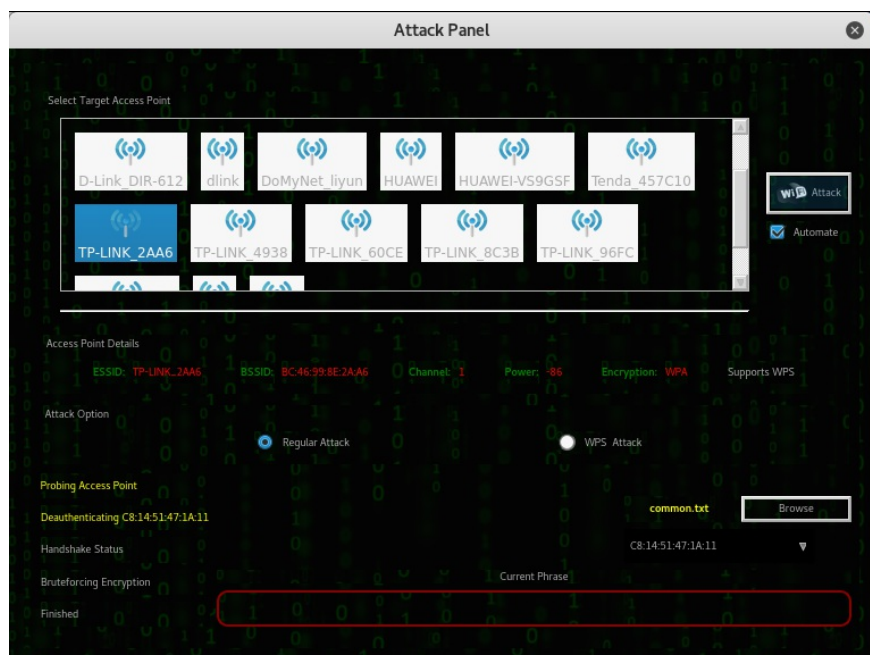 Attack Panel
Select Target Access Point
D-Link_DIR-612 dlink DoMyNet_liyun HUAWEI HUAWEI-VS9GSF Tenda_457C10
WiFi Attack
TP-LINK_2AA6 TP-LINK_4938 TP-LINK_60CE TP-LINK_8C3B TP-LINK_96FC
Automate
Access Point Details
ESSID: TP-LINK_2AA6 BSSID: BC:46:99:8E:2A:A6 Channel: 1 Power: -86 Encryption: WPA Supports WPS
Attack Option
Regular Attack WPS Attack
Probing Access Point
common.txt Browse
Deauthenticating C8:14:51:47:1A:11
Handshake Status C8:14:51:47:1A:11
Bruteforcing Encryption Current Phrase
Finished